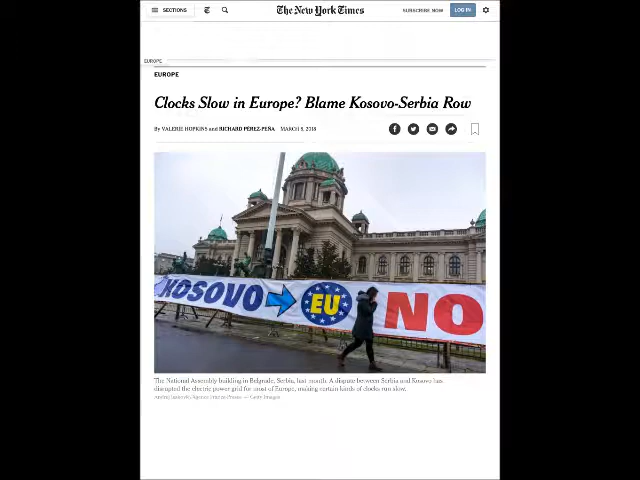 SECTIONS
The New York Times
SUBSCRIBE NOW
LOG IN
EUROPE
EUROPE
Clocks Slow in Europe? Blame Kosovo-Serbia Row
By VALERIE HOPKINS and RICHARD PÉREZ-PEÑA MARCH 8, 2018
KOSOVO EU NO
The National Assembly building in Belgrade, Serbia, last month. A dispute between Serbia and Kosovo has
disrupted the electric power grid for most of Europe, making certain kinds of clocks run slow.
Getty Images